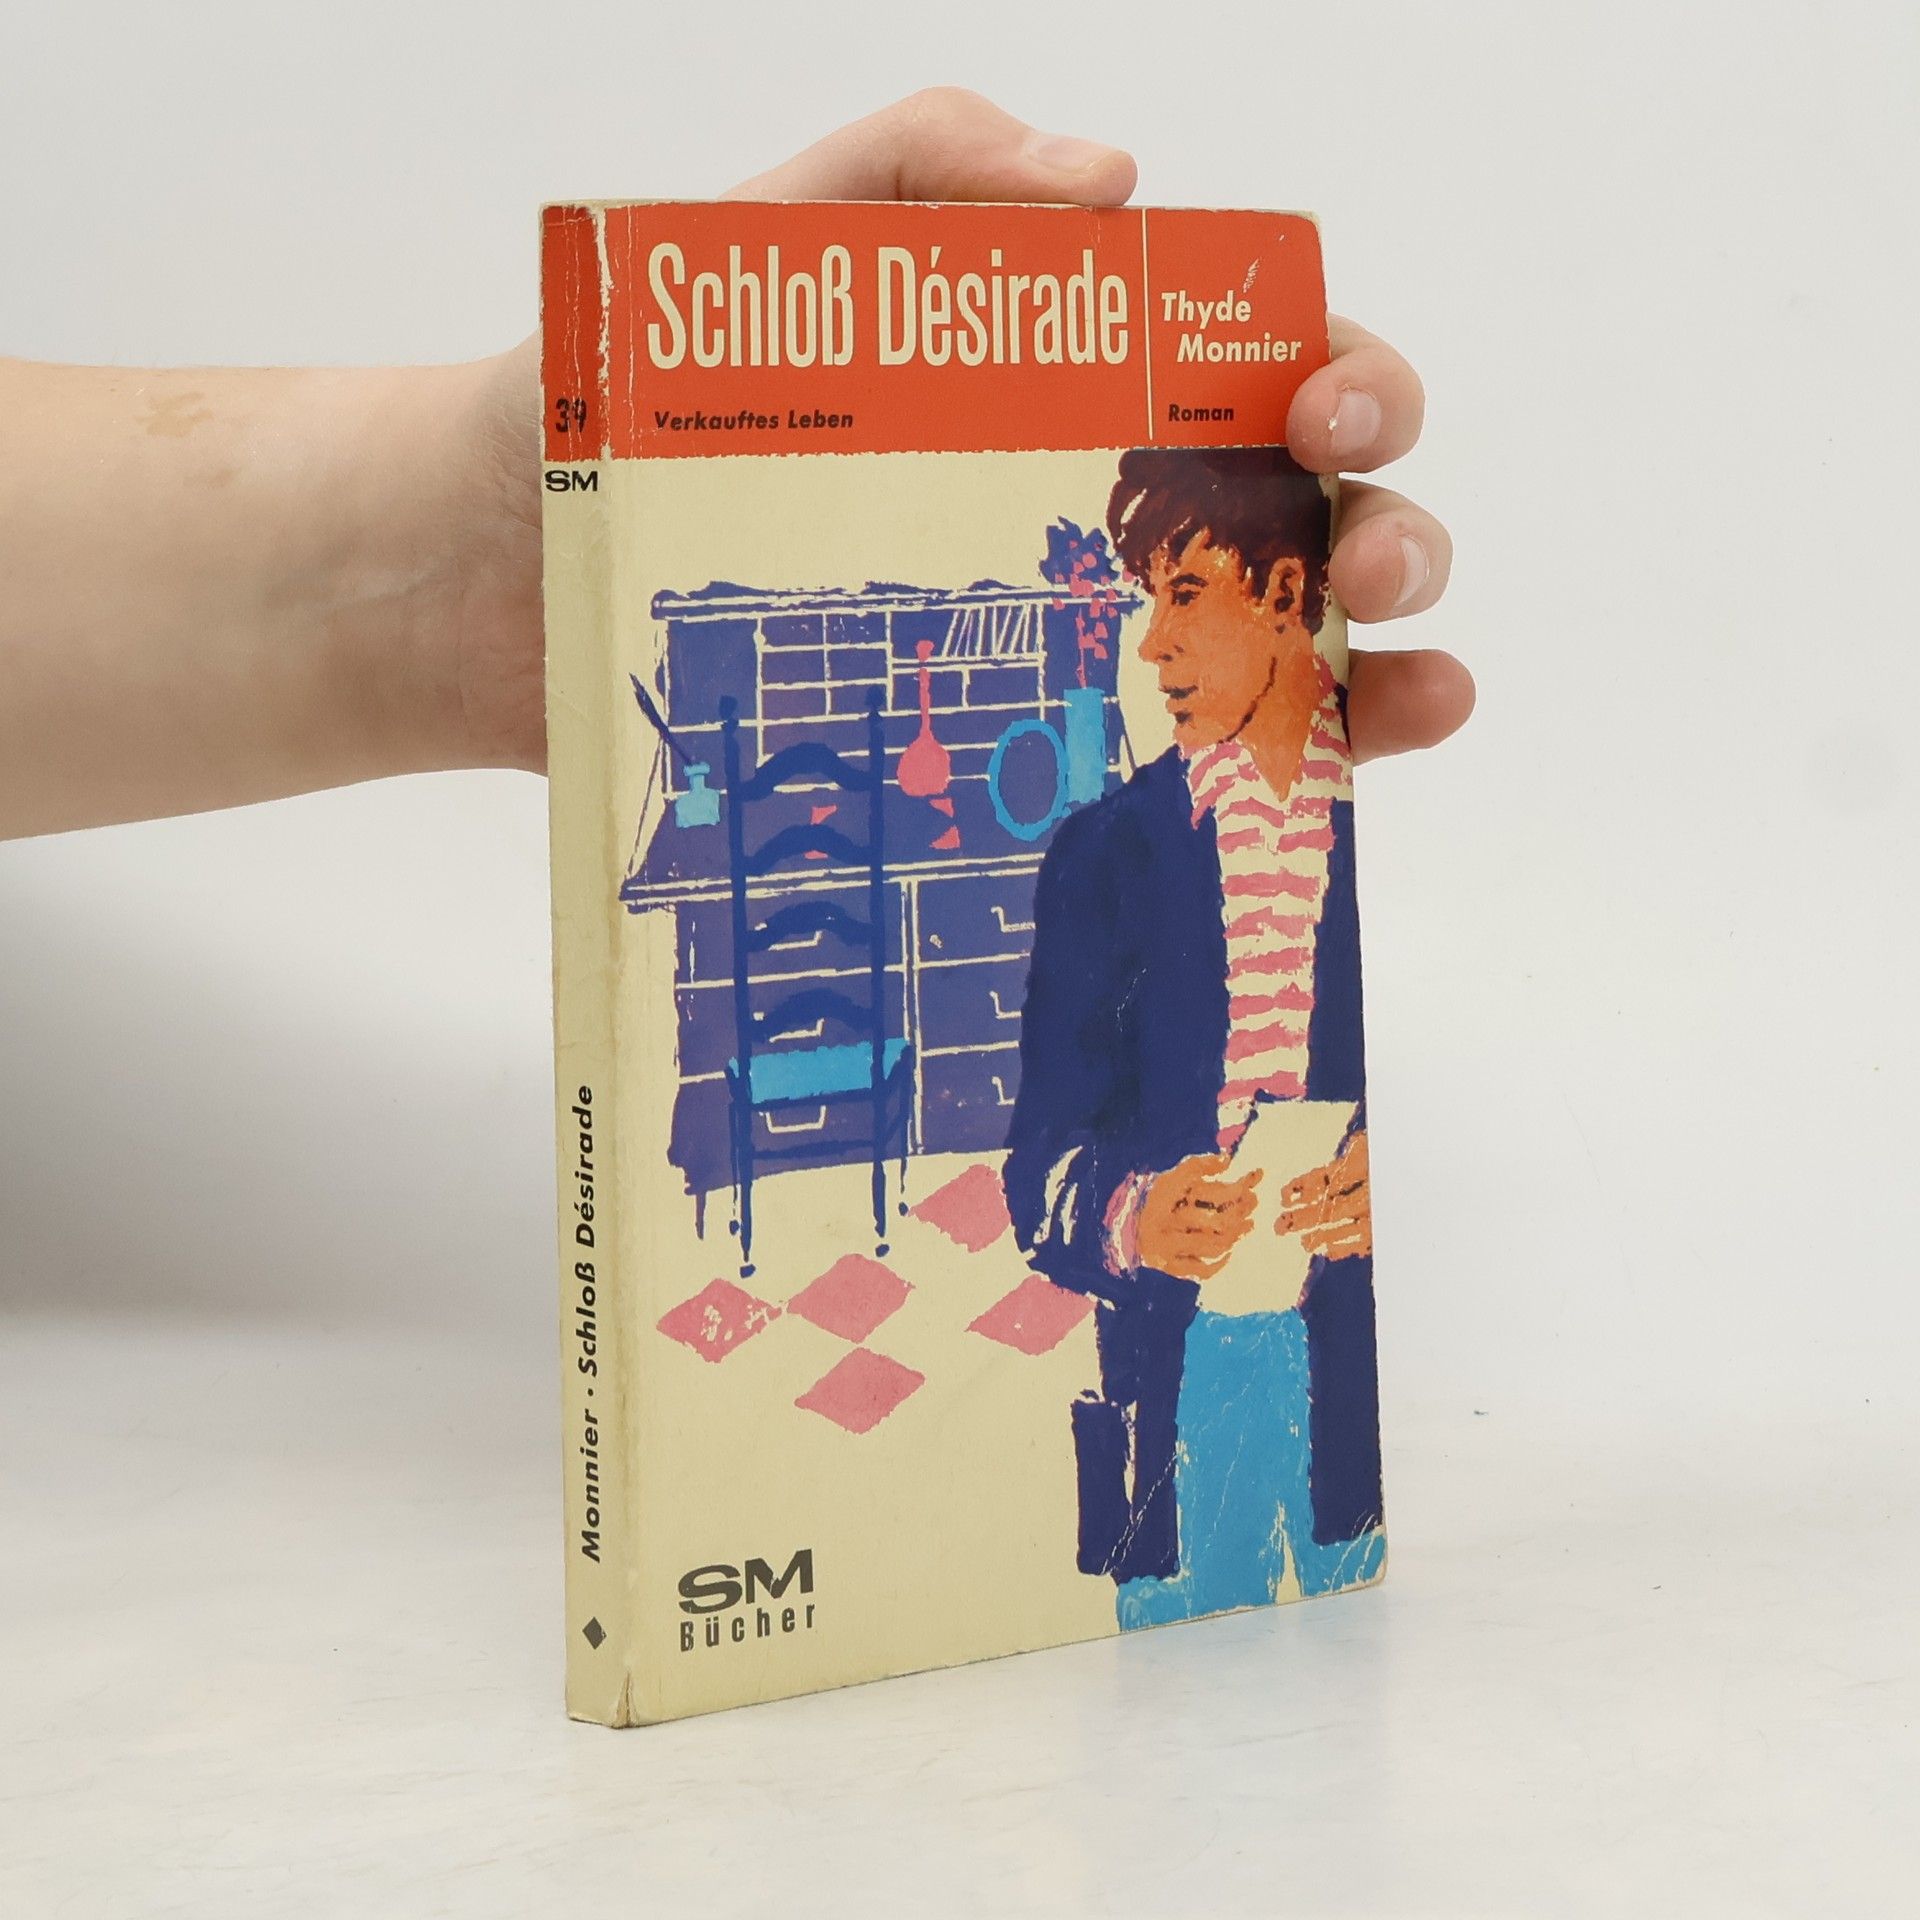 Schloß Désirade
Thyde
Monnier
Verkauftes Leben
Roman
39
SM
Monnier · Schloß Désirade
SM
Bücher